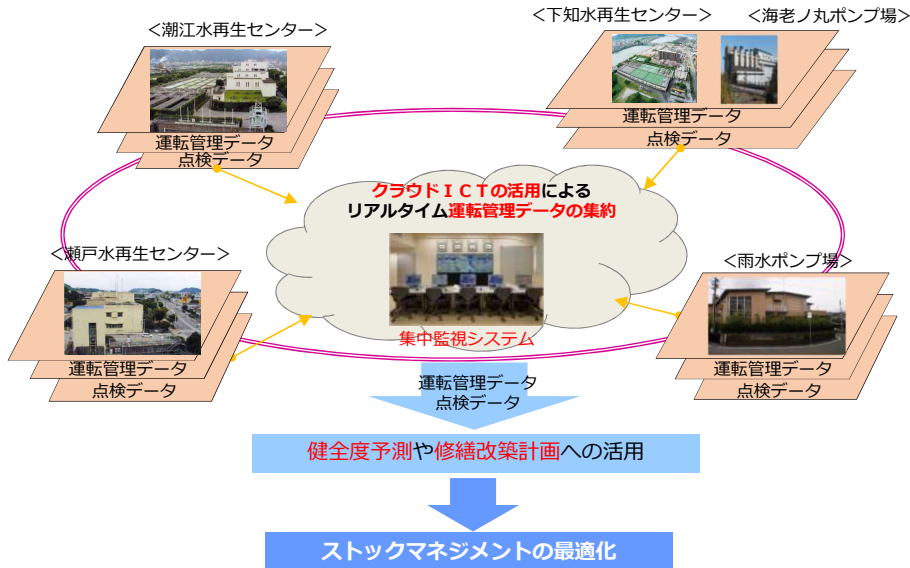 ＜潮江水再生センター＞
運転管理データ
点検データ
＜下知水再生センター＞
＜海老ノ丸ポンプ場＞
運転管理データ
点検データ
クラウドＩＣＴの活用による
リアルタイム運転管理データの集約
集中監視システム
＜瀬戸水再生センター＞
運転管理データ
点検データ
＜雨水ポンプ場＞
運転管理データ
点検データ
運転管理データ
点検データ
健全度予測や修繕改築計画への活用
ストックマネジメントの最適化